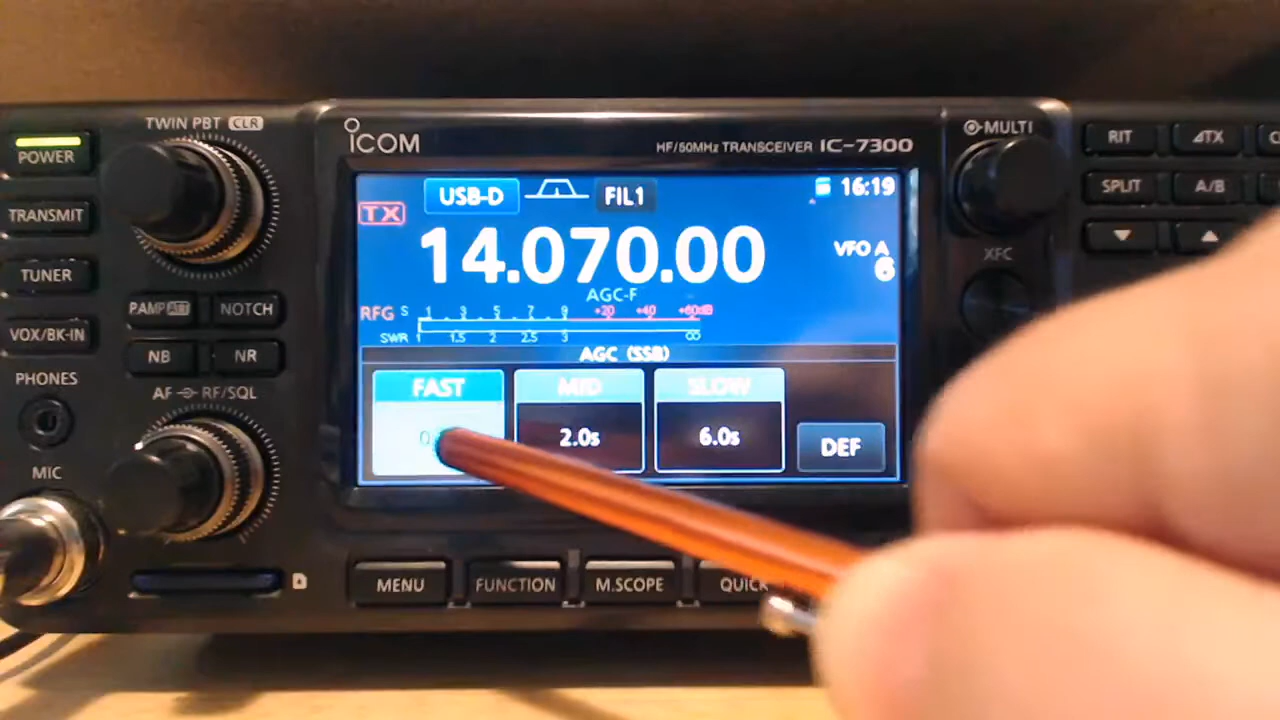 TWIN PBT CLR
POWER
TRANSMIT
TUNER
VOX/BK-IN
P.AMP ATT
NOTCH
NB
NR
PHONES
AF RF/SQL
MIC
ICOM
HF/50MHz TRANSCEIVER IC-7300
USB-D
FIL1
16:19
TX
14.070.00
VFO A
6
AGC-F
RFG S 1 . 3 . 5 . 7 . 9 +20 +40 +60dB
SWR 1 1.5 2 2.5 3 ∞
AGC (SSB)
FAST
MID
SLOW
2.0s
6.0s
DEF
MENU
FUNCTION
M.SCOPE
QUICK
MULTI
XFC
RIT
ΔTX
SPLIT
A/B